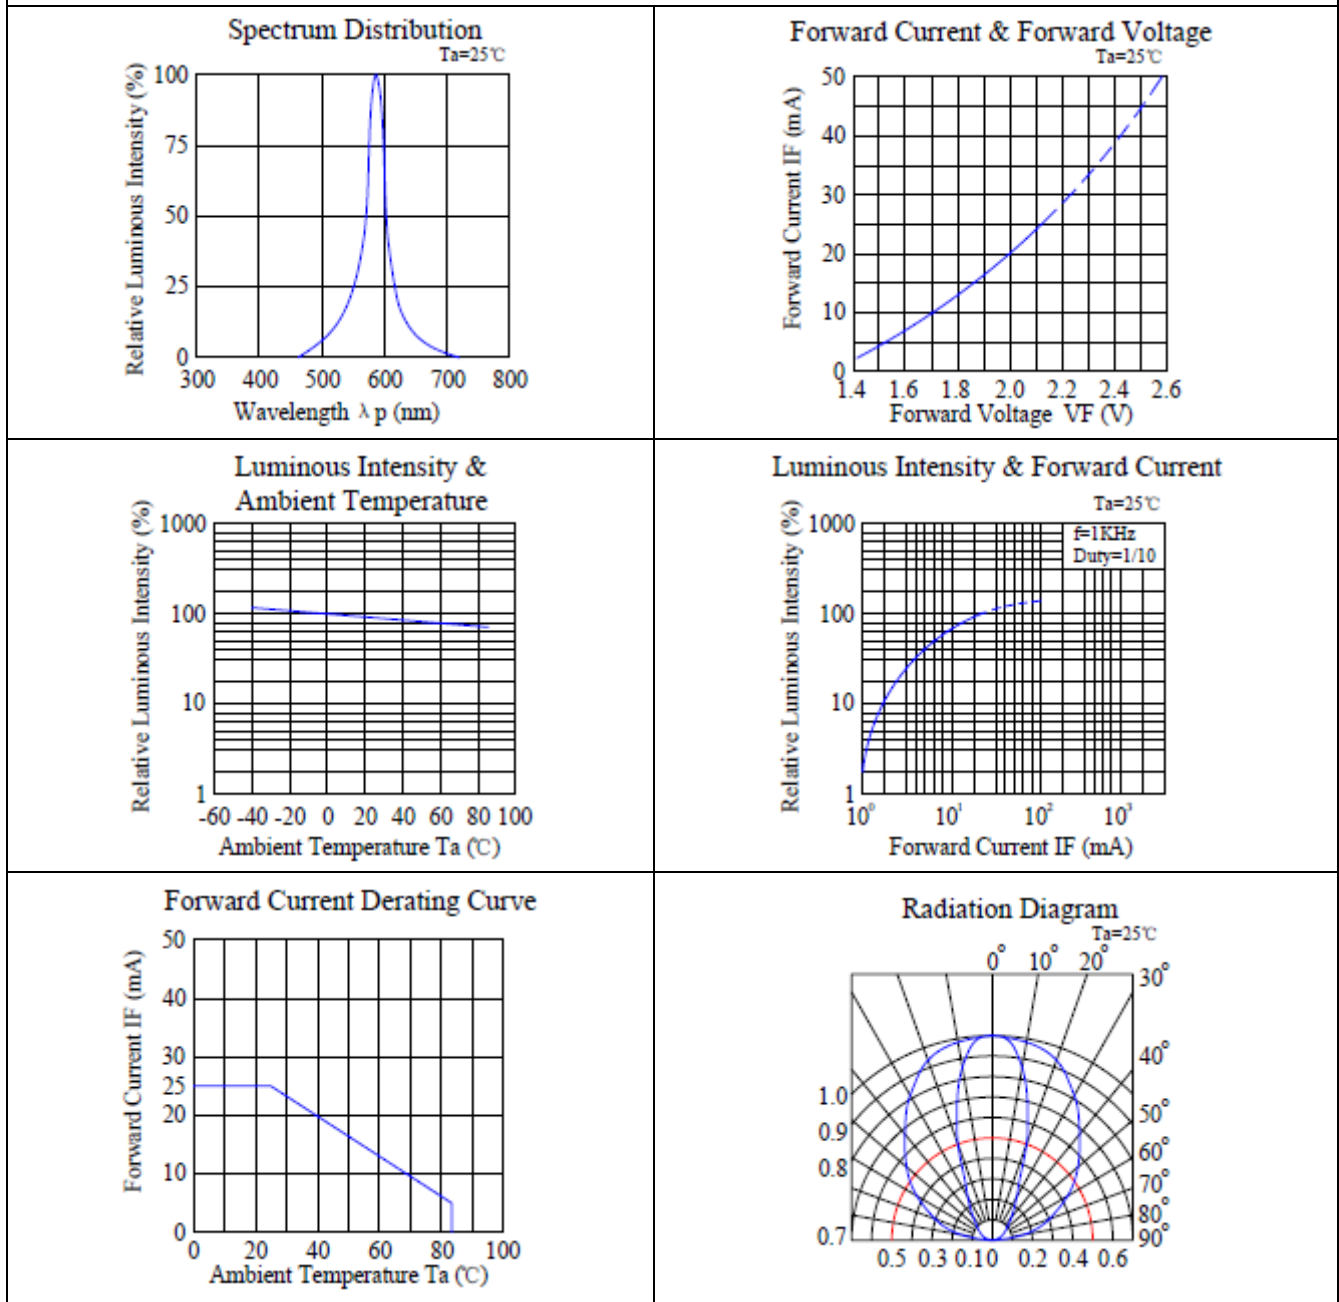 Spectrum Distribution
Ta=25℃
Relative Luminous Intensity (%)
100
75
50
25
0
300 400 500 600 700 800
Wavelength λp (nm)
Forward Current & Forward Voltage
Ta=25℃
Forward Current IF (mA)
50
40
30
20
10
0
1.4 1.6 1.8 2.0 2.2 2.4 2.6
Forward Voltage VF (V)
Luminous Intensity &
Ambient Temperature
Relative Luminous Intensity (%)
1000
100
10
1
-60 -40 -20 0 20 40 60 80 100
Ambient Temperature Ta (℃)
Luminous Intensity & Forward Current
Ta=25℃
f=1KHz
Duty=1/10
Relative Luminous Intensity (%)
1000
100
10
1
10⁰ 10¹ 10² 10³
Forward Current IF (mA)
Forward Current Derating Curve
Forward Current IF (mA)
50
40
30
25
20
10
0
0 20 40 60 80 100
Ambient Temperature Ta (℃)
Radiation Diagram
Ta=25℃
0° 10° 20°
30°
40°
50°
60°
70°
80°
90°
1.0
0.9
0.8
0.7
0.5 0.3 0.1 0 0.2 0.4 0.6